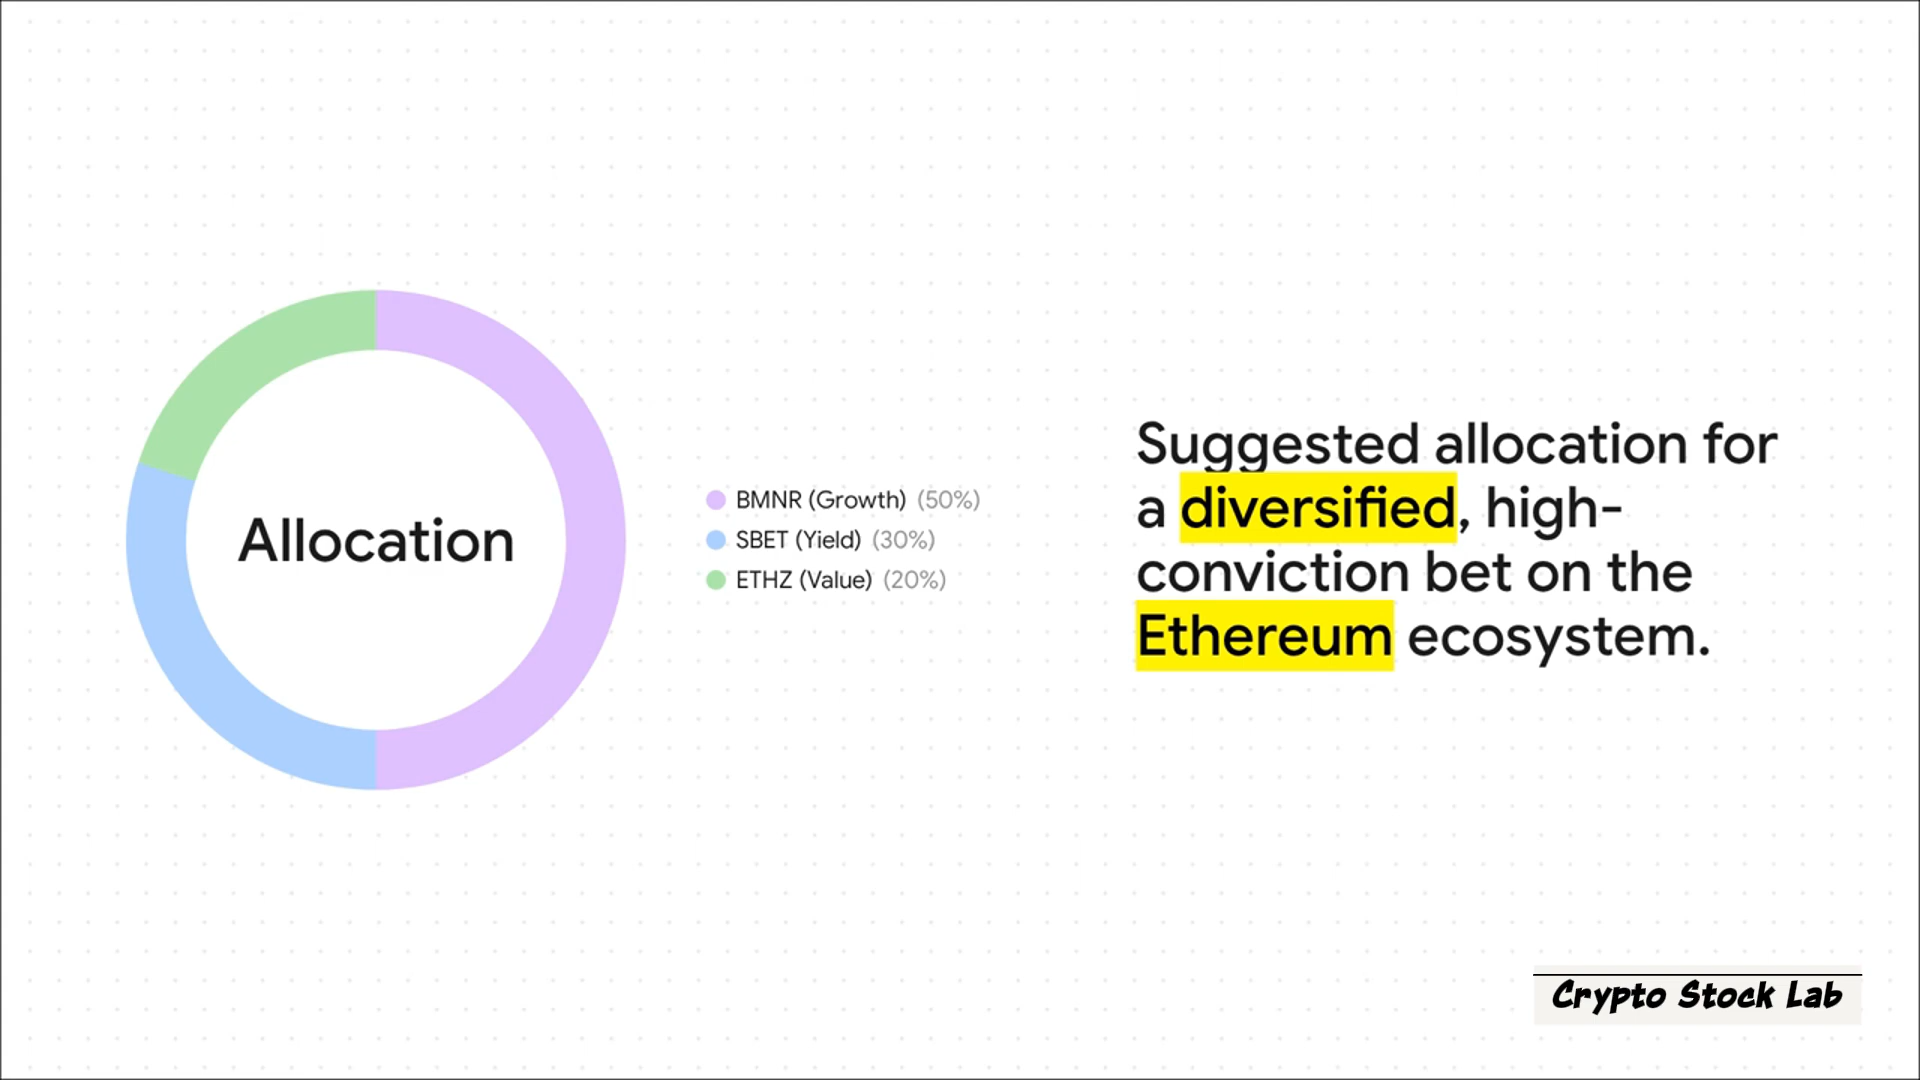 Allocation
BMNR (Growth) (50%)
SBET (Yield) (30%)
ETHZ (Value) (20%)
Suggested allocation for
a diversified, high-
conviction bet on the
Ethereum ecosystem.
Crypto Stock Lab